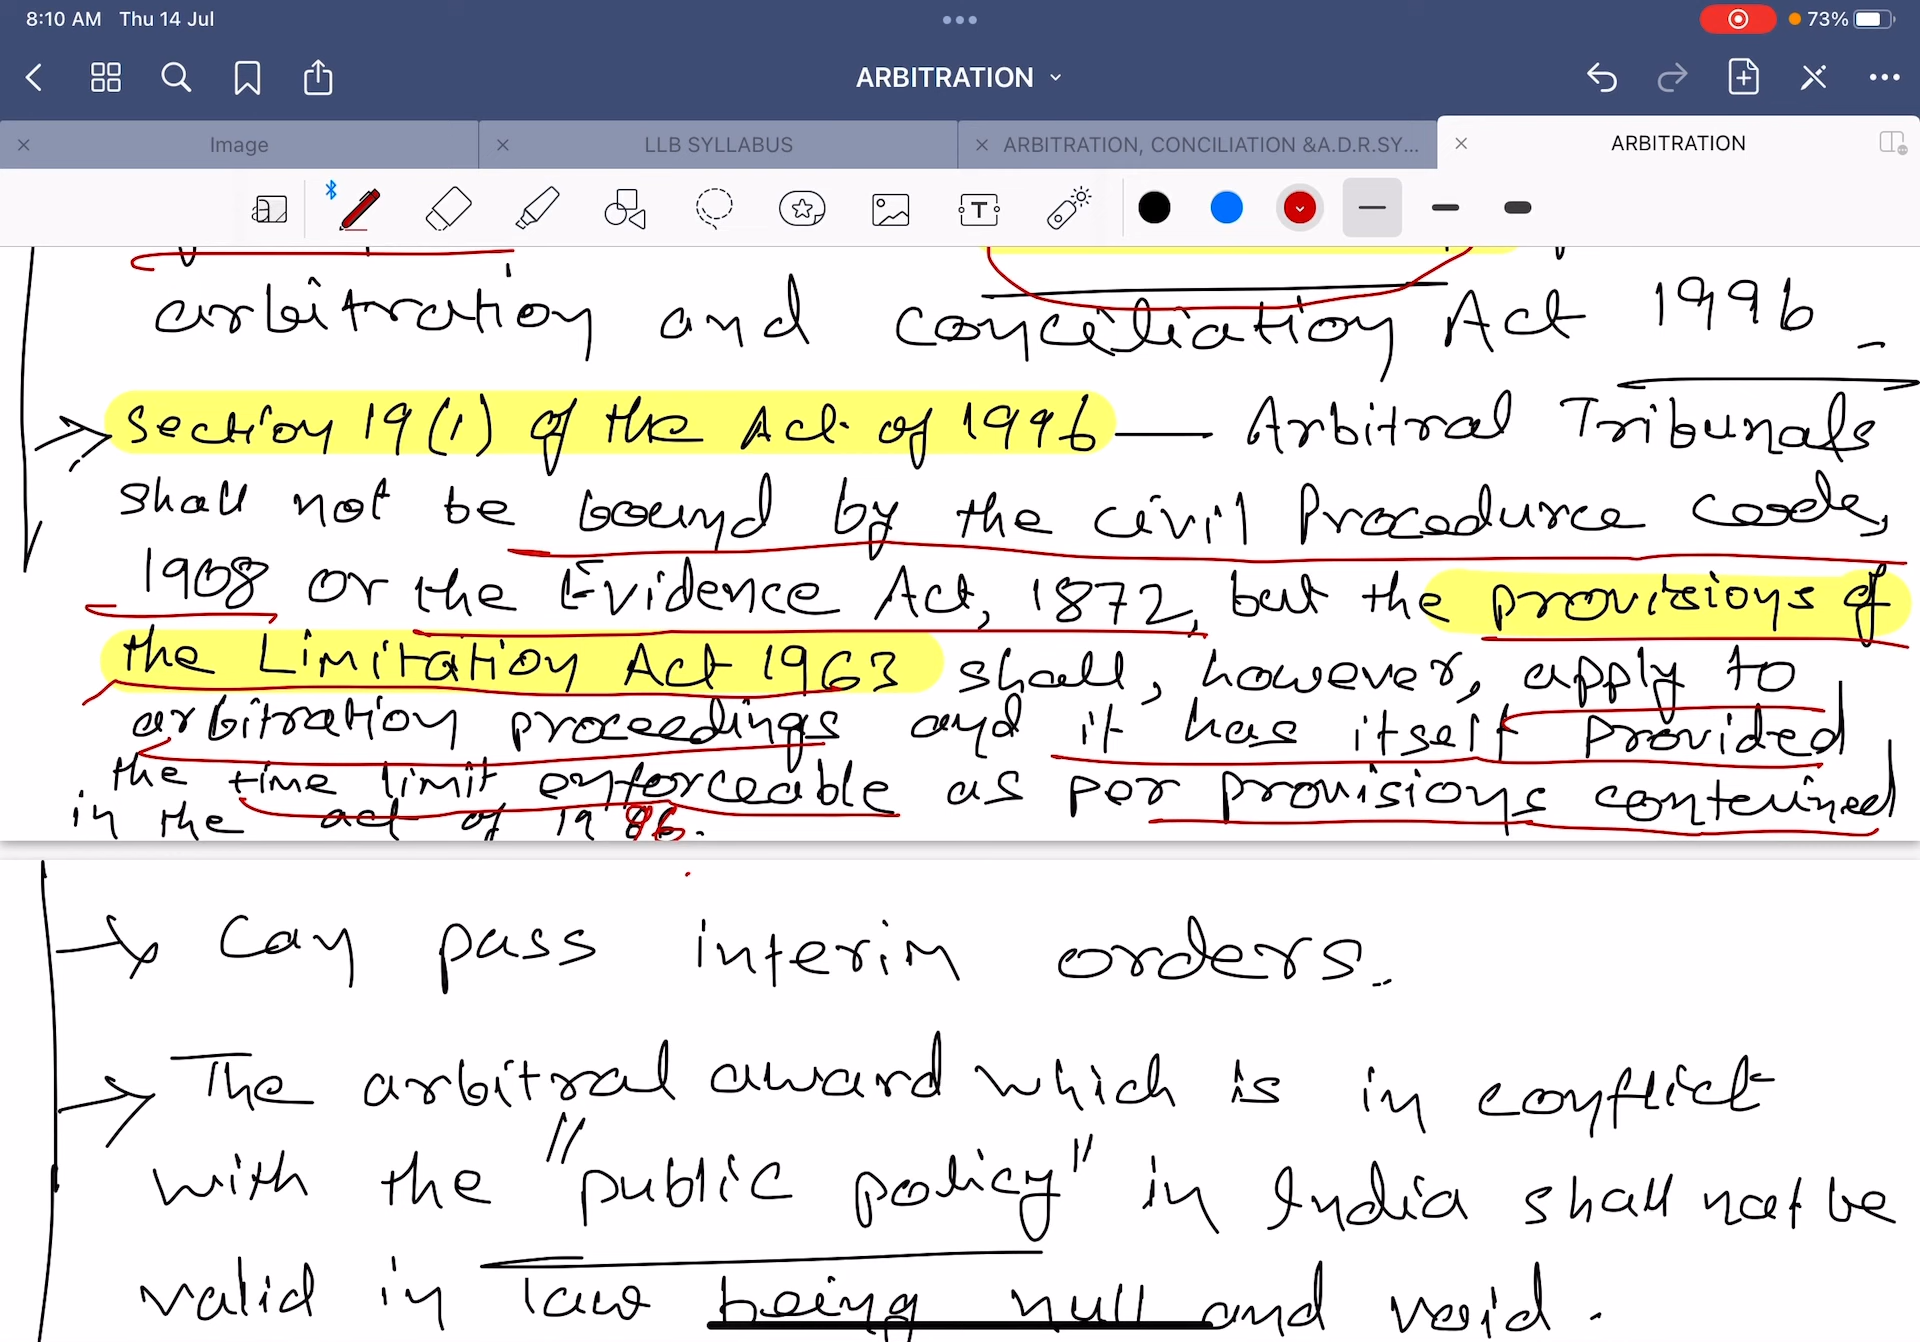 8:10 AM Thu 14 Jul
73%
ARBITRATION
Image
LLB SYLLABUS
ARBITRATION, CONCILIATION &A.D.R.SY...
ARBITRATION
T
arbitration and conciliation Act 1996
Section 19(1) of the Act of 1996 — Arbitral Tribunals
shall not be bound by the civil Procedure code,
1908 or the Evidence Act, 1872, but the provisions of
the Limitation Act 1963 shall, however, apply to
arbitration proceedings and it has itself provided
the time limit enforceable as per provisions contained
in the act of 1996.
→ Can pass interim orders.
→ The arbitral award which is in conflict
with the "public policy" in India shall not be
valid in law being null and void.